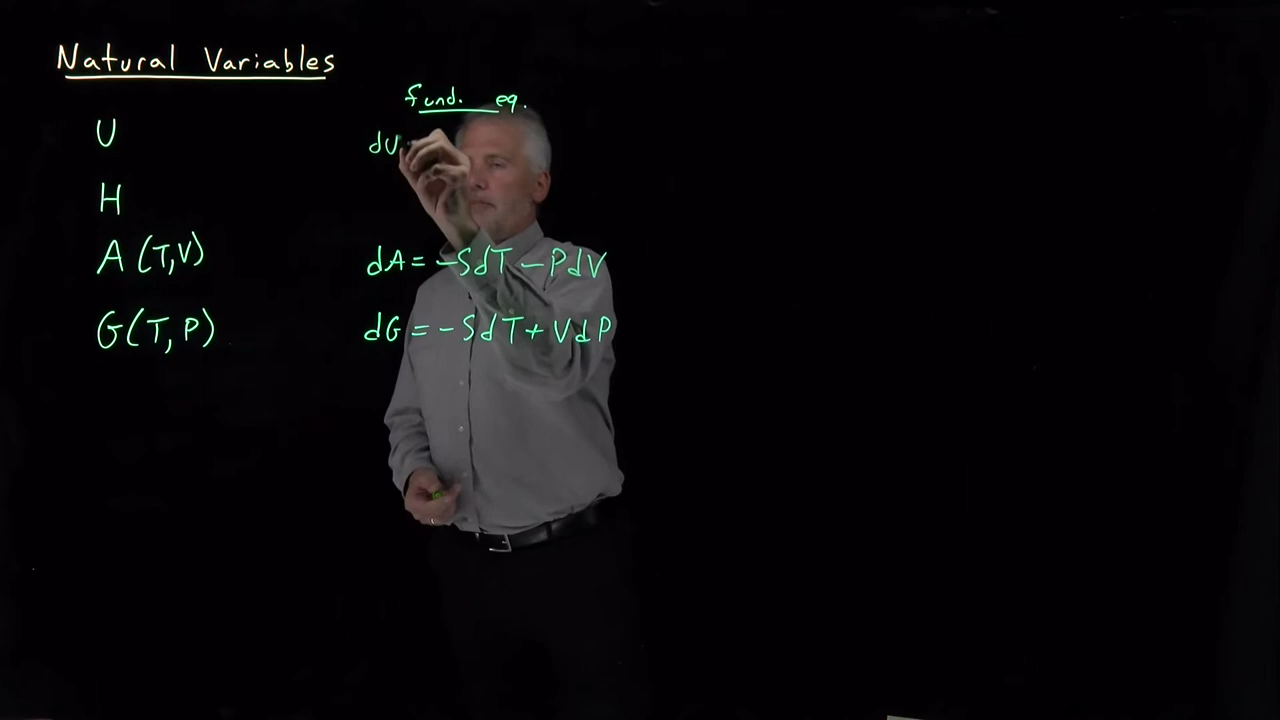 Natural Variables
fund. eq.
U
dU
H
A (T,V)
dA = -SdT - PdV
G(T, P)
dG = -SdT + VdP